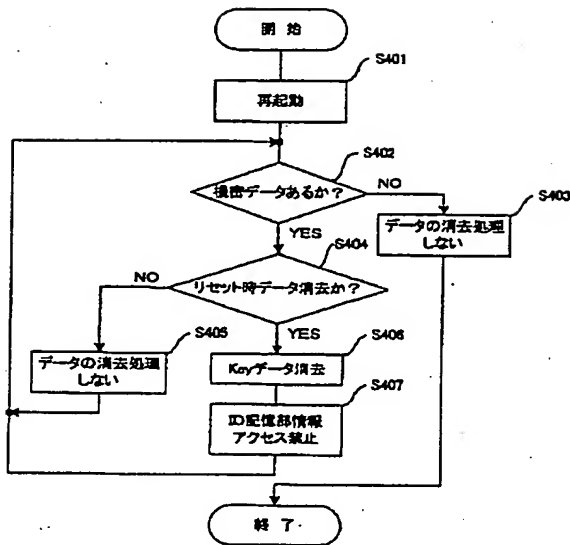 開 始
S401
再起動
S402
機密データあるか?
NO
S403
データの消去処理
しない
YES
S404
リセット時データ消去か?
NO
YES
S405
データの消去処理
しない
S406
Keyデータ消去
S407
ID記憶部情報
アクセス禁止
終 了